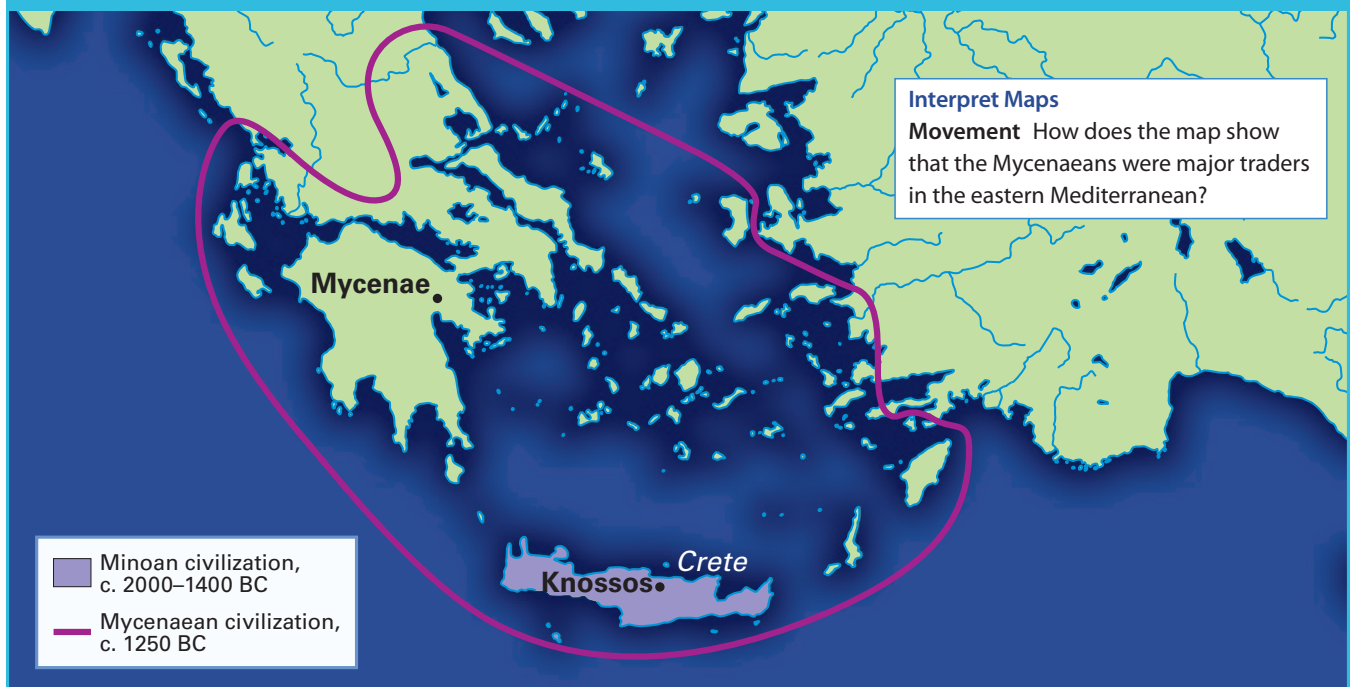 Interpret Maps
Movement How does the map show
that the Mycenaeans were major traders
in the eastern Mediterranean?
Mycenae
Crete
Knossos
Minoan civilization,
c. 2000–1400 BC
Mycenaean civilization,
c. 1250 BC